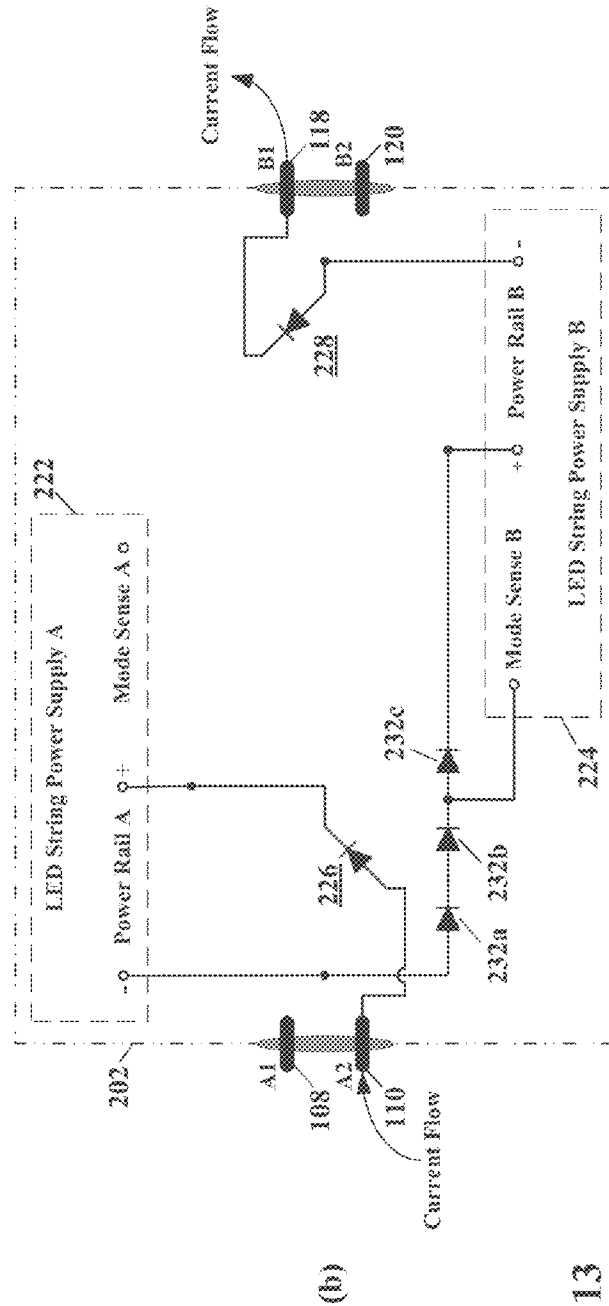 202
222
LED String Power Supply A
- Power Rail A + Mode Sense A
A1
108
A2
110
Current Flow
226
228
232a
232b
232c
Current Flow
B1
118
B2
120
Mode Sense B + Power Rail B -
LED String Power Supply B
224
(b)
13